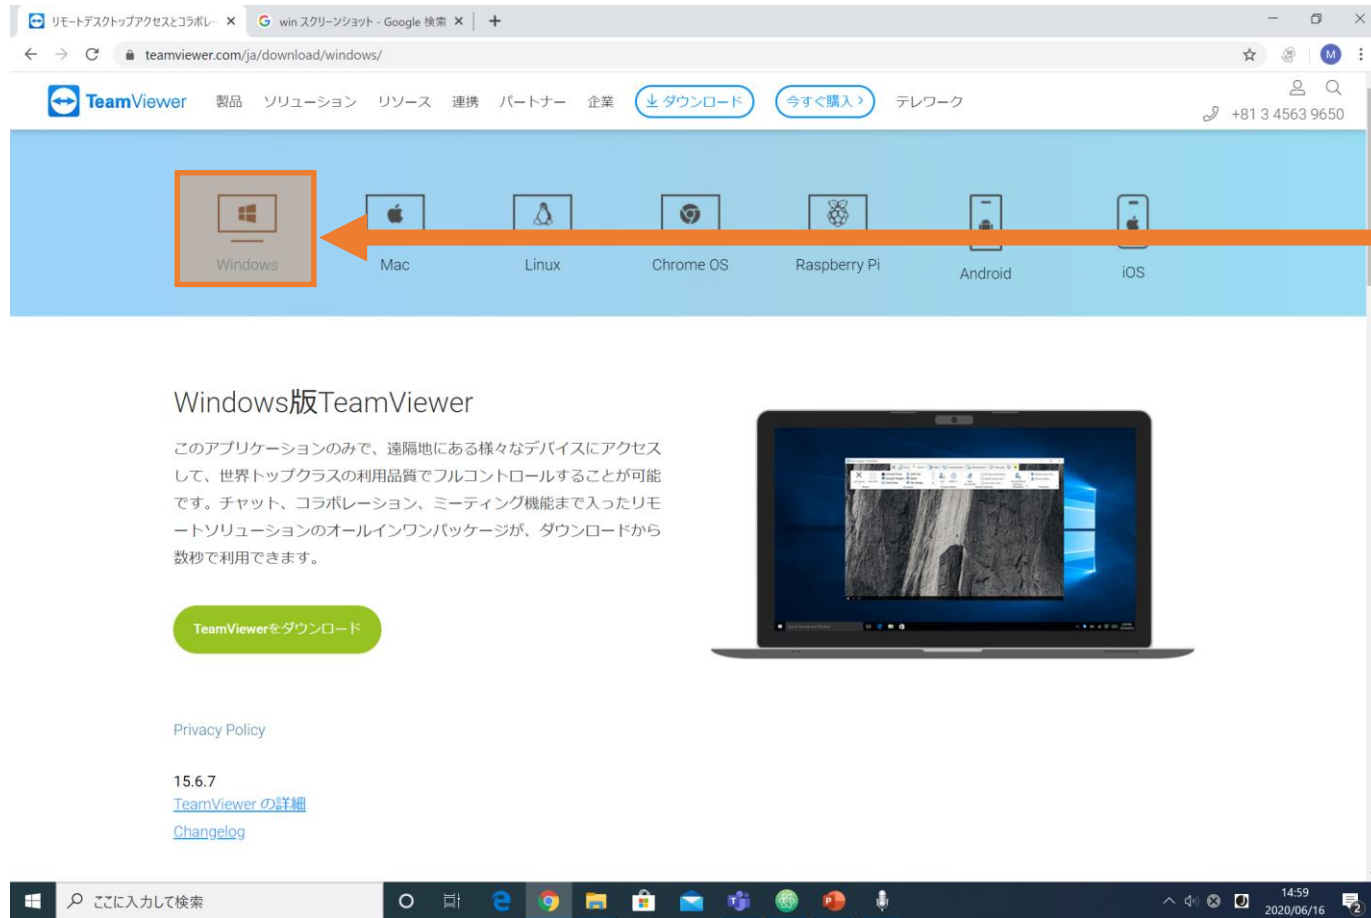 リモートデスクトップアクセスとコラボレ
win スクリーンショット - Google 検索
teamviewer.com/ja/download/windows/
M
TeamViewer 製品 ソリューション リソース 連携 パートナー 企業 ダウンロード 今すぐ購入 テレワーク
+81 3 4563 9650
Windows Mac Linux Chrome OS Raspberry Pi Android iOS
Windows版TeamViewer
このアプリケーションのみで、遠隔地にある様々なデバイスにアクセス
して、世界トップクラスの利用品質でフルコントロールすることが可能
です。チャット、コラボレーション、ミーティング機能まで入ったリモ
ートソリューションのオールインワンパッケージが、ダウンロードから
数秒で利用できます。
TeamViewerをダウンロード
Privacy Policy
15.6.7
TeamViewer の詳細
Changelog
ここに入力して検索
14:59
2020/06/16
2